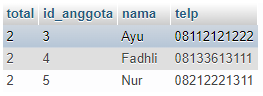 total id_anggota nama telp
2 3 Ayu 08112121222
2 4 Fadhli 08133613111
2 5 Nur 08212221311